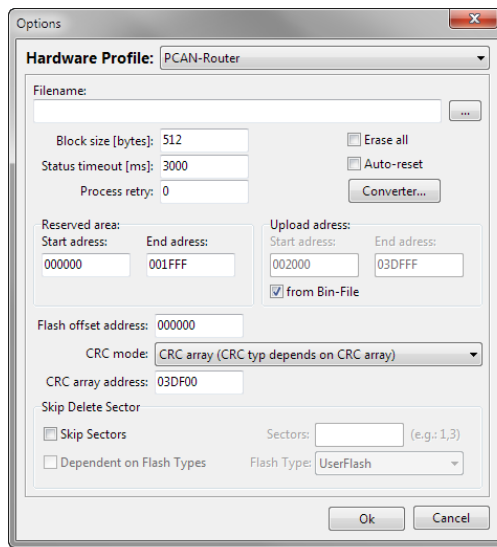 Options
Hardware Profile: PCAN-Router
Filename:
...
Block size [bytes]: 512
Erase all
Status timeout [ms]: 3000
Auto-reset
Process retry: 0
Converter...
Reserved area:
Start adress: End adress:
000000 001FFF
Upload adress:
Start adress: End adress:
002000 03DFFF
from Bin-File
Flash offset address: 000000
CRC mode: CRC array (CRC typ depends on CRC array)
CRC array address: 03DF00
Skip Delete Sector
Skip Sectors Sectors: (e.g.: 1,3)
Dependent on Flash Types Flash Type: UserFlash
Ok Cancel